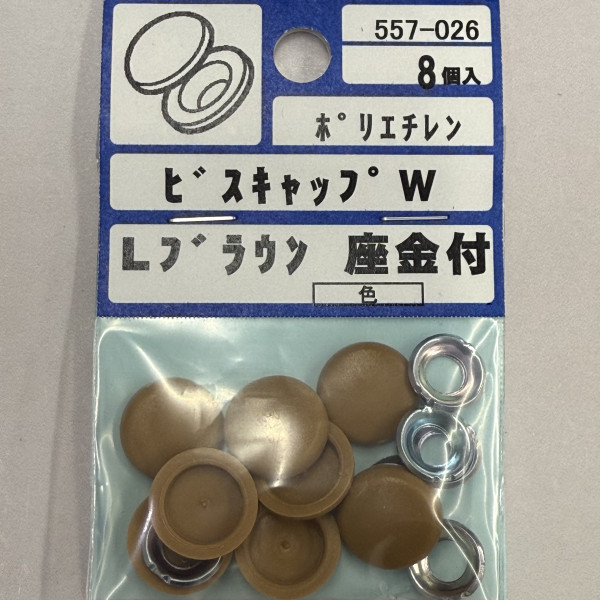 557-026
8個入
ポリエチレン
ビスキャップW
Lブラウン 座金付
色